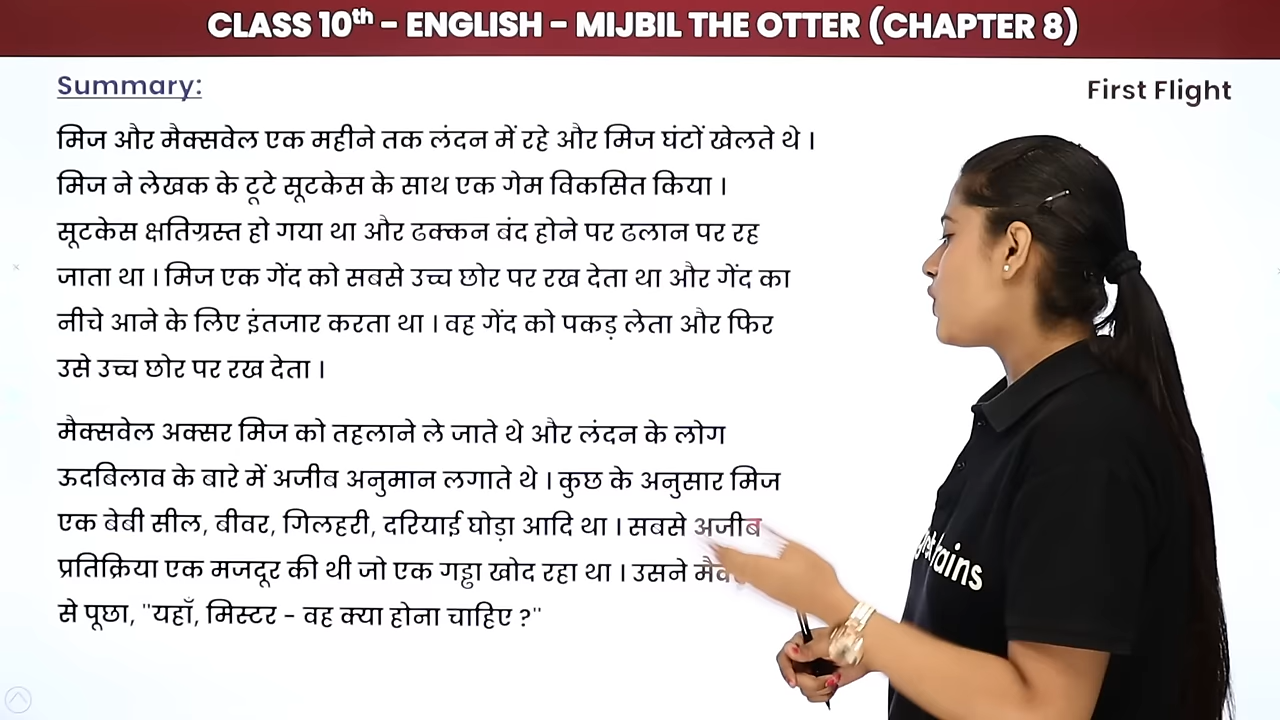 CLASS 10th - ENGLISH - MIJBIL THE OTTER (CHAPTER 8)
Summary:
First Flight
मिज और मैक्सवेल एक महीने तक लंदन में रहे और मिज घंटों खेलते थे ।
मिज ने लेखक के टूटे सूटकेस के साथ एक गेम विकसित किया ।
सूटकेस क्षतिग्रस्त हो गया था और ढक्कन बंद होने पर ढलान पर रह
जाता था । मिज एक गेंद को सबसे उच्च छोर पर रख देता था और गेंद का
नीचे आने के लिए इंतजार करता था । वह गेंद को पकड़ लेता और फिर
उसे उच्च छोर पर रख देता ।
मैक्सवेल अक्सर मिज को तहलाने ले जाते थे और लंदन के लोग
ऊदबिलाव के बारे में अजीब अनुमान लगाते थे । कुछ के अनुसार मिज
एक बेबी सील, बीवर, गिलहरी, दरियाई घोड़ा आदि था । सबसे अजीब
प्रतिक्रिया एक मजदूर की थी जो एक गड्ढा खोद रहा था । उसने
से पूछा, "यहाँ, मिस्टर - वह क्या होना चाहिए ?"